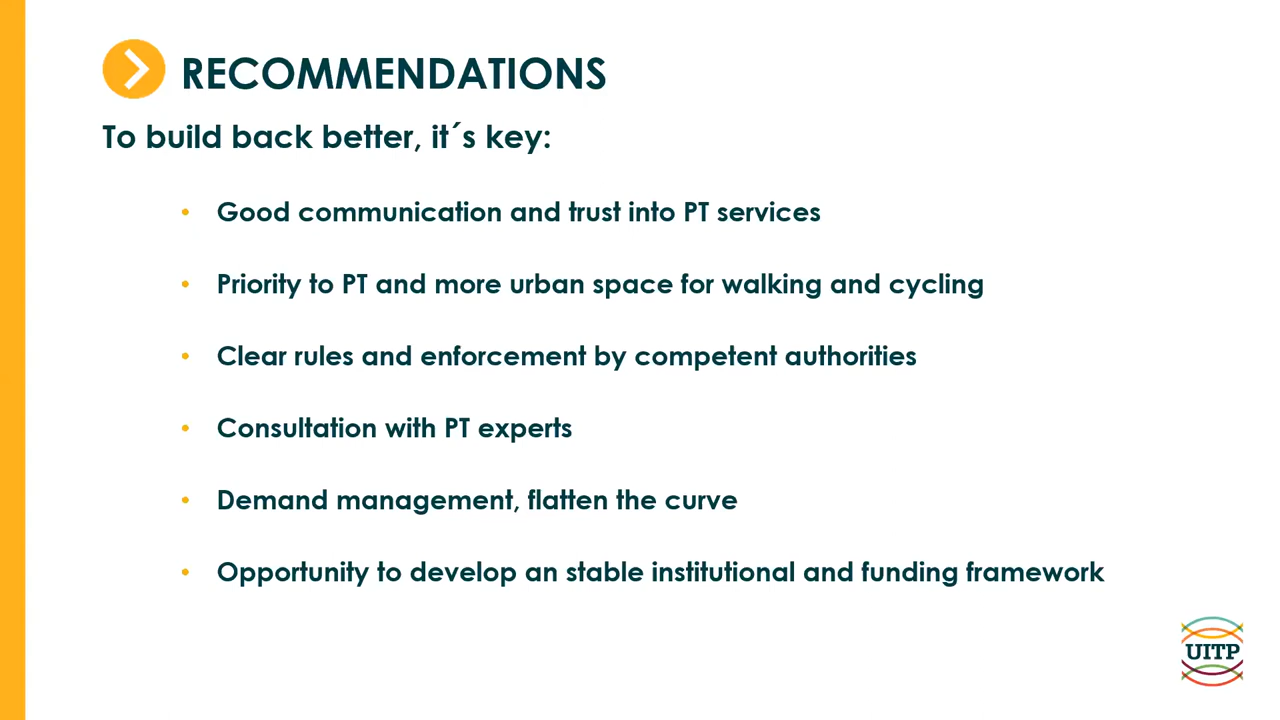 RECOMMENDATIONS
To build back better, it´s key:
• Good communication and trust into PT services
• Priority to PT and more urban space for walking and cycling
• Clear rules and enforcement by competent authorities
• Consultation with PT experts
• Demand management, flatten the curve
• Opportunity to develop an stable institutional and funding framework
UITP